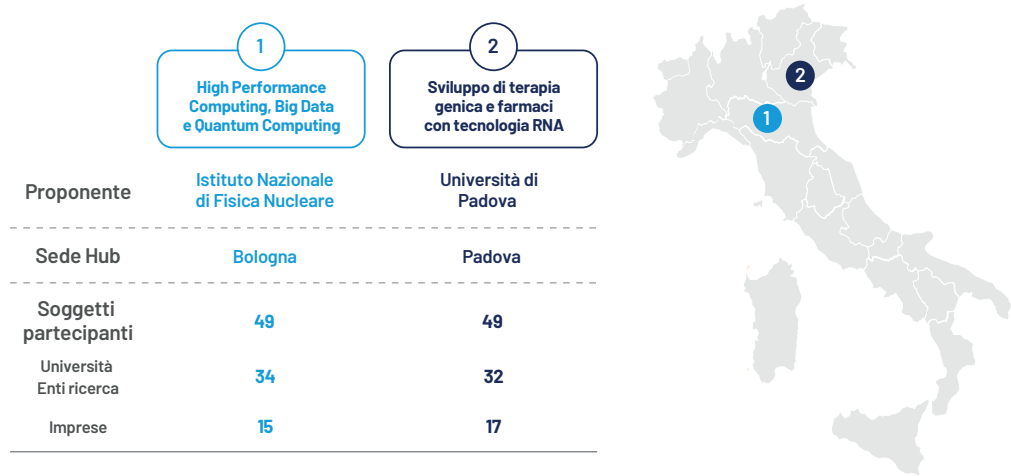 1
2
High Performance
Computing, Big Data
e Quantum Computing
Sviluppo di terapia
genica e farmaci
con tecnologia RNA
Proponente
Istituto Nazionale
di Fisica Nucleare
Università di
Padova
Sede Hub
Bologna
Padova
Soggetti
partecipanti
49
49
Università
Enti ricerca
34
32
Imprese
15
17
2
1